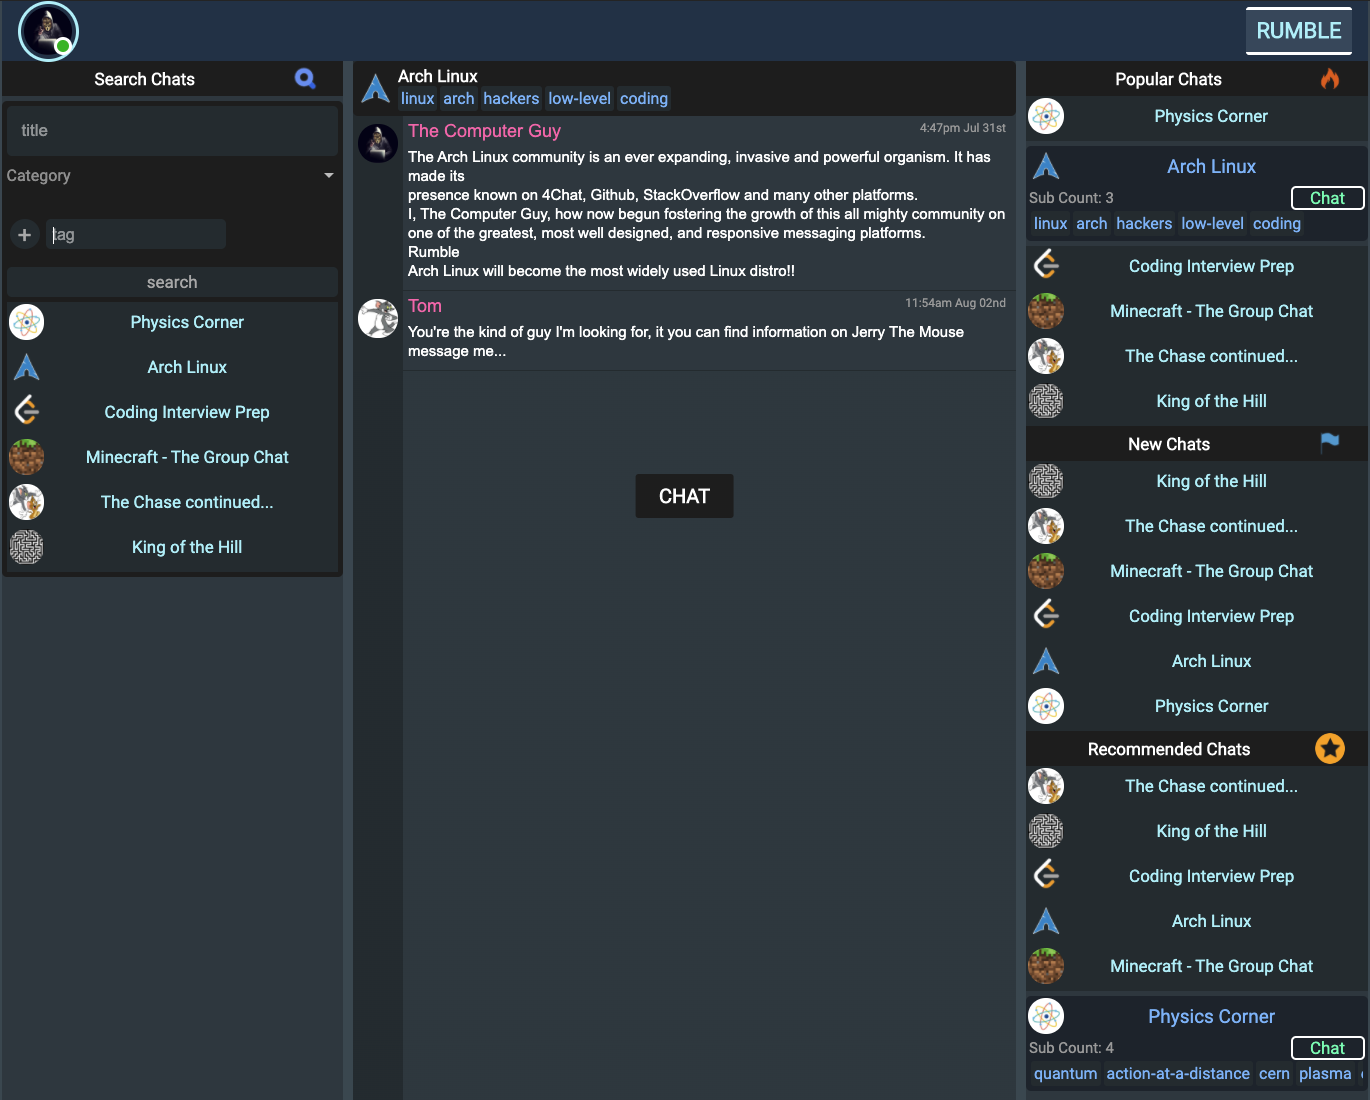 RUMBLE
Search Chats
title
Category
tag
search
Physics Corner
Arch Linux
Coding Interview Prep
Minecraft - The Group Chat
The Chase continued...
King of the Hill
Arch Linux
linux arch hackers low-level coding
The Computer Guy 4:47pm Jul 31st
The Arch Linux community is an ever expanding, invasive and powerful organism. It has
made its
presence known on 4Chat, Github, StackOverflow and many other platforms.
I, The Computer Guy, how now begun fostering the growth of this all mighty community on
one of the greatest, most well designed, and responsive messaging platforms.
Rumble
Arch Linux will become the most widely used Linux distro!!
Tom 11:54am Aug 02nd
You're the kind of guy I'm looking for, it you can find information on Jerry The Mouse
message me...
CHAT
Popular Chats
Physics Corner
Arch Linux
Sub Count: 3 Chat
linux arch hackers low-level coding
Coding Interview Prep
Minecraft - The Group Chat
The Chase continued...
King of the Hill
New Chats
King of the Hill
The Chase continued...
Minecraft - The Group Chat
Coding Interview Prep
Arch Linux
Physics Corner
Recommended Chats
The Chase continued...
King of the Hill
Coding Interview Prep
Arch Linux
Minecraft - The Group Chat
Physics Corner
Sub Count: 4 Chat
quantum action-at-a-distance cern plasma